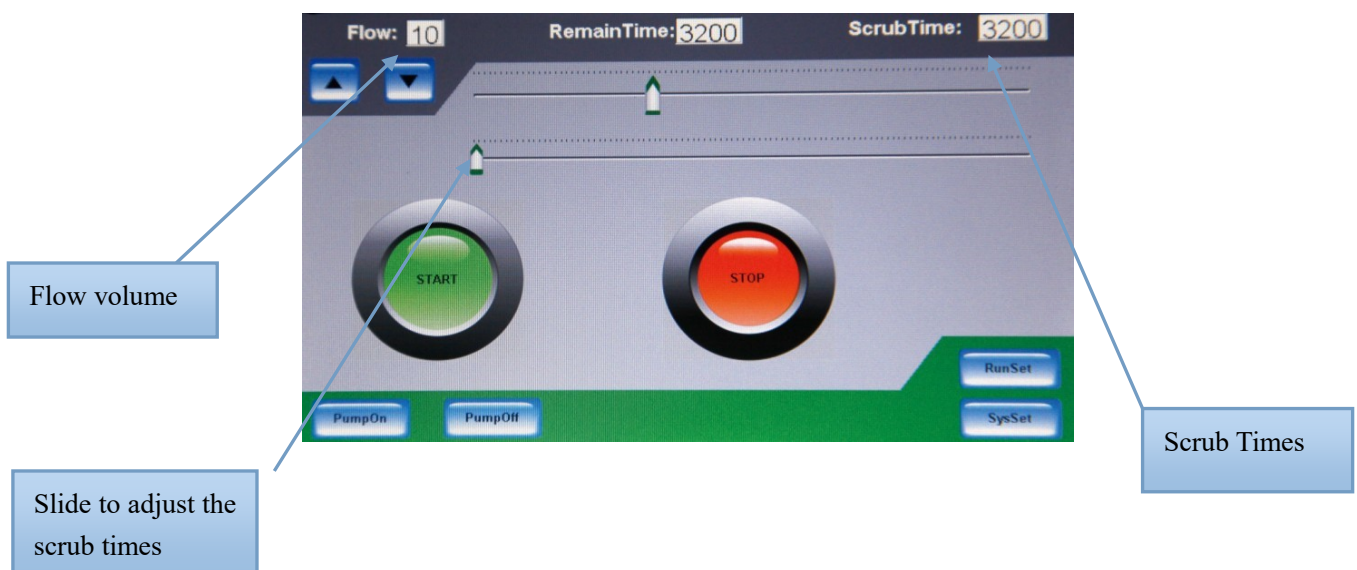 Flow: 10 RemainTime: 3200 ScrubTime: 3200
START
STOP
Flow volume
RunSet
PumpOn
PumpOff
SysSet
Scrub Times
Slide to adjust the
scrub times